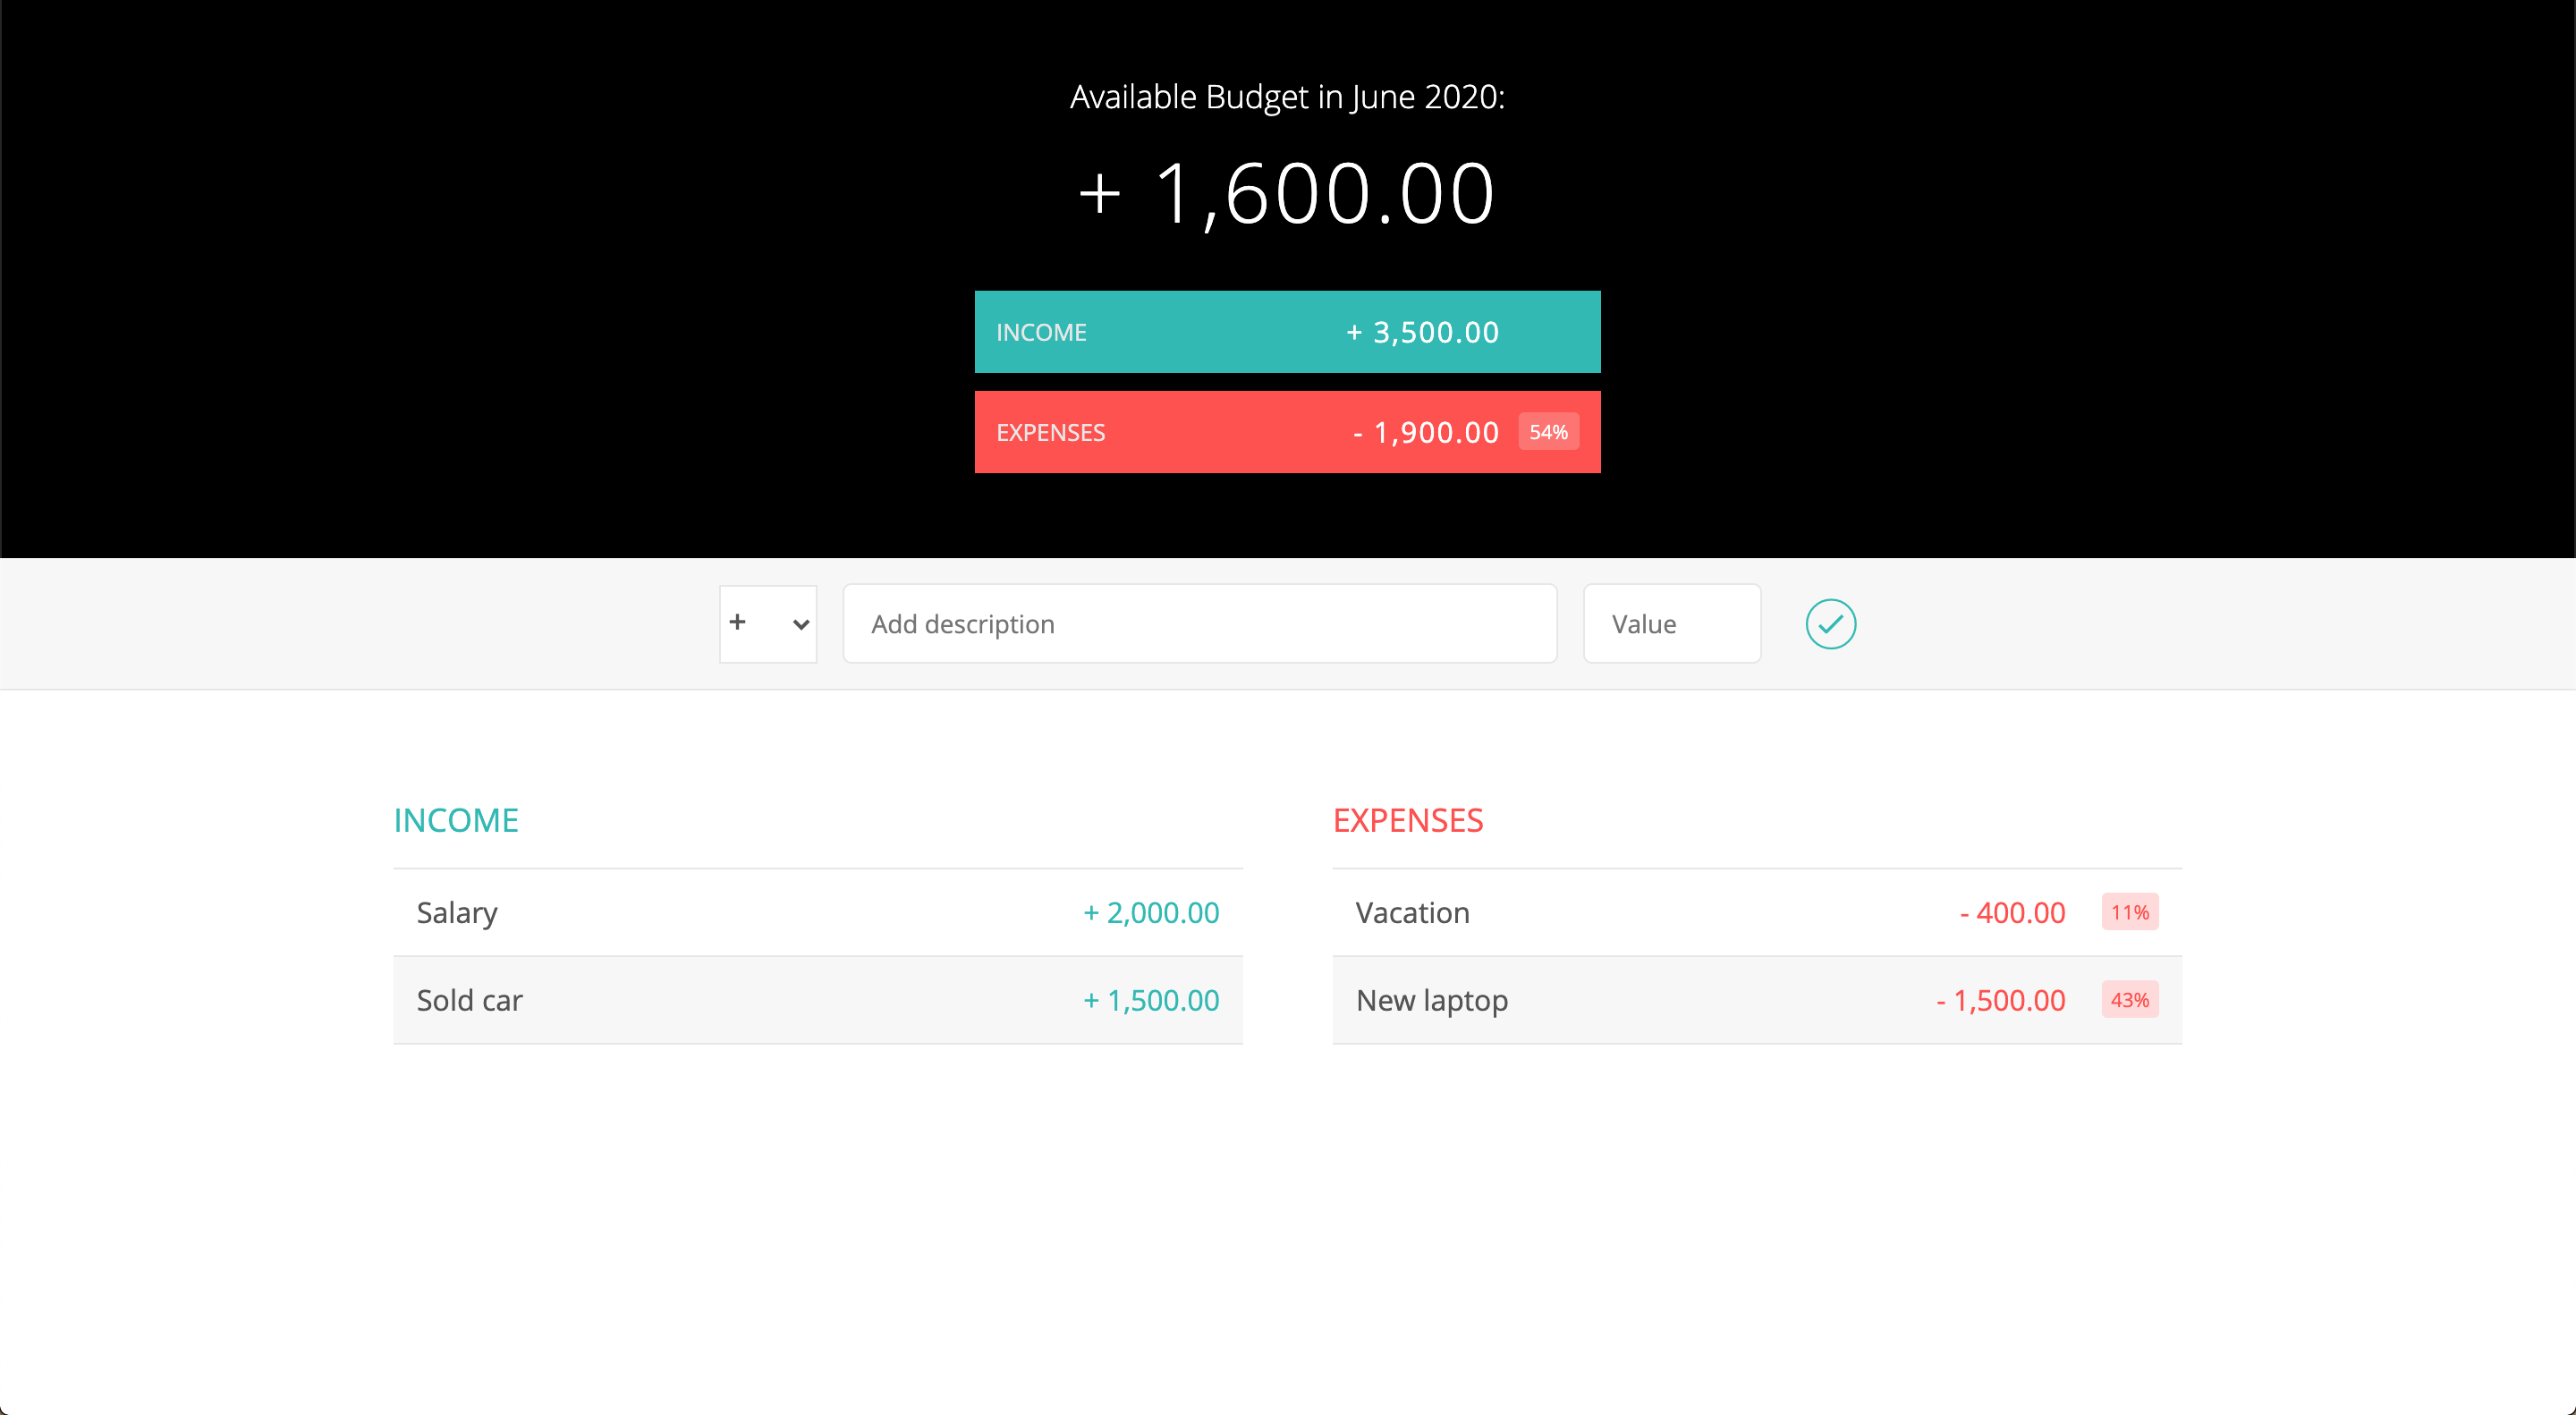 Available Budget in June 2020:
+ 1,600.00
INCOME + 3,500.00
EXPENSES - 1,900.00 54%
+ Add description Value
INCOME
Salary + 2,000.00
Sold car + 1,500.00
EXPENSES
Vacation - 400.00 11%
New laptop - 1,500.00 43%